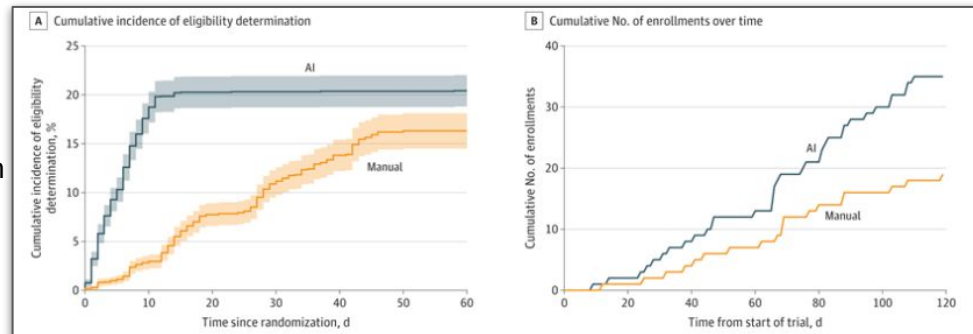 A Cumulative incidence of eligibility determination
25
20
15
10
5
0
Cumulative incidence of eligibility
determination, %
AI
Manual
0 10 20 30 40 50 60
Time since randomization, d
B Cumulative No. of enrollments over time
40
30
20
10
0
Cumulative No. of enrollments
AI
Manual
0 20 40 60 80 100 120
Time from start of trial, d